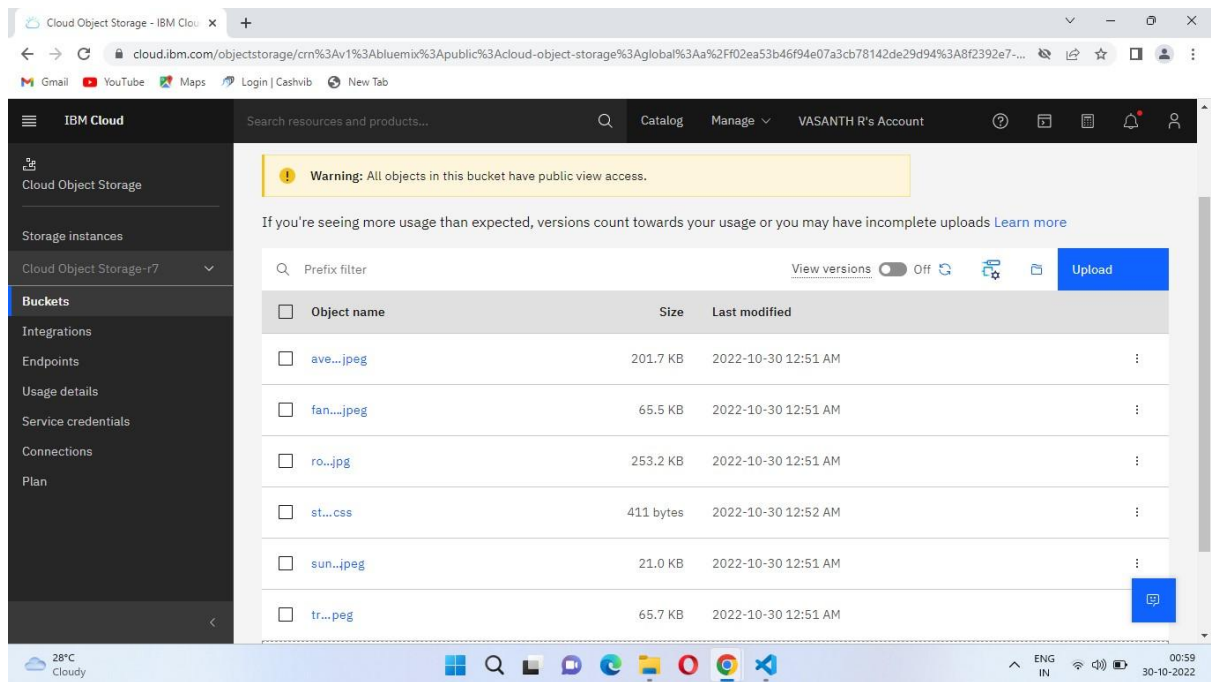 Cloud Object Storage - IBM Clou
cloud.ibm.com/objectstorage/crn%3Av1%3Abluemix%3Apublic%3Acloud-object-storage%3Aglobal%3Aa%2Ff02ea53b46f94e07a3cb78142de29d94%3A8f2392e7-...
Gmail YouTube Maps Login | Cashvib New Tab
IBM Cloud Search resources and products... Catalog Manage VASANTH R's Account
Cloud Object Storage
Storage instances
Cloud Object Storage-r7
Buckets
Integrations
Endpoints
Usage details
Service credentials
Connections
Plan
Warning: All objects in this bucket have public view access.
If you're seeing more usage than expected, versions count towards your usage or you may have incomplete uploads Learn more
Prefix filter View versions Off Upload
Object name Size Last modified
ave...jpeg 201.7 KB 2022-10-30 12:51 AM
fan....jpeg 65.5 KB 2022-10-30 12:51 AM
ro...jpg 253.2 KB 2022-10-30 12:51 AM
st...css 411 bytes 2022-10-30 12:52 AM
sun...jpeg 21.0 KB 2022-10-30 12:51 AM
tr...peg 65.7 KB 2022-10-30 12:51 AM
28°C
Cloudy
ENG
IN
00:59
30-10-2022